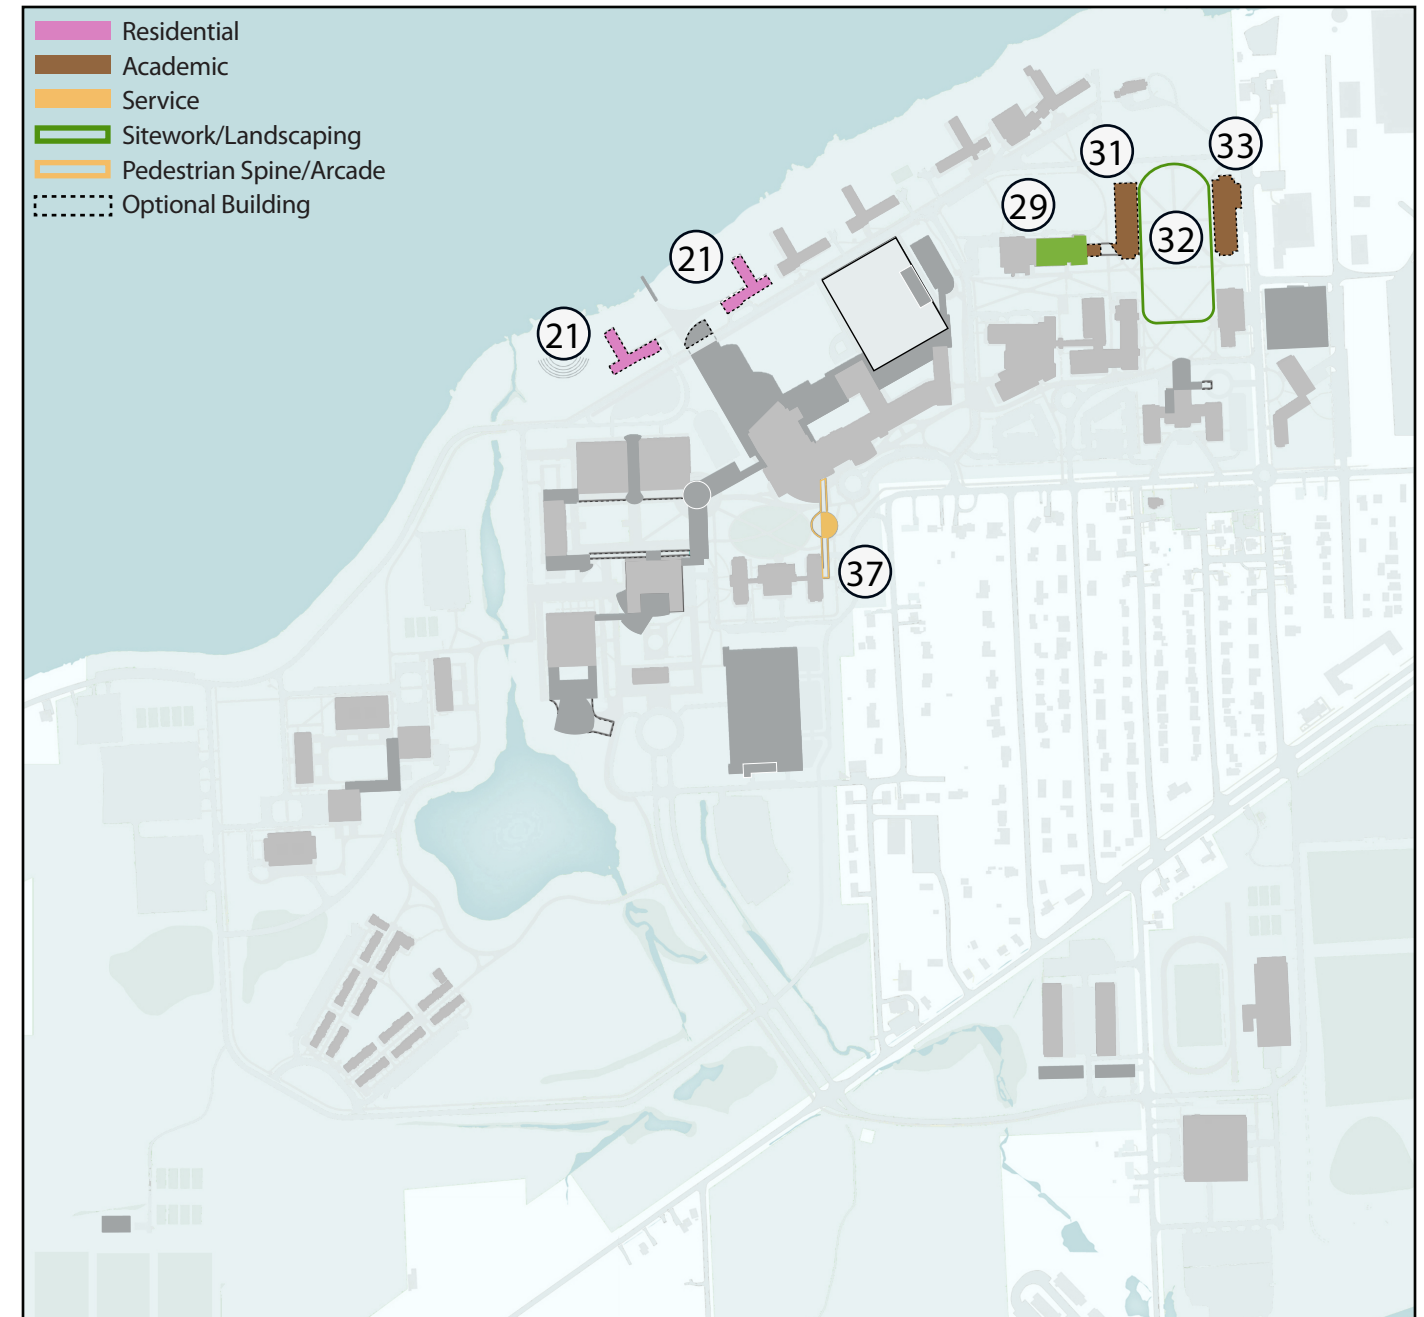 Residential
Academic
Service
Sitework/Landscaping
Pedestrian Spine/Arcade
Optional Building
31
33
29
32
21
21
37